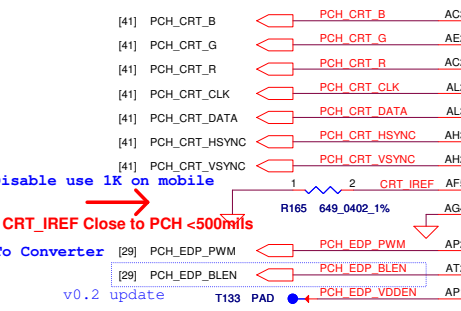 [41] PCH_CRT_B PCH_CRT_B
[41] PCH_CRT_G PCH_CRT_G
[41] PCH_CRT_R PCH_CRT_R
[41] PCH_CRT_CLK PCH_CRT_CLK
[41] PCH_CRT_DATA PCH_CRT_DATA
[41] PCH_CRT_HSYNC PCH_CRT_HSYNC
[41] PCH_CRT_VSYNC PCH_CRT_VSYNC
isable use 1K on mobile
1 2 CRT_IREF
R165 649_0402_1%
CRT_IREF Close to PCH <500mils
To Converter [29] PCH_EDP_PWM PCH_EDP_PWM
[29] PCH_EDP_BLEN PCH_EDP_BLEN
v0.2 update T133 PAD PCH_EDP_VDDEN AP